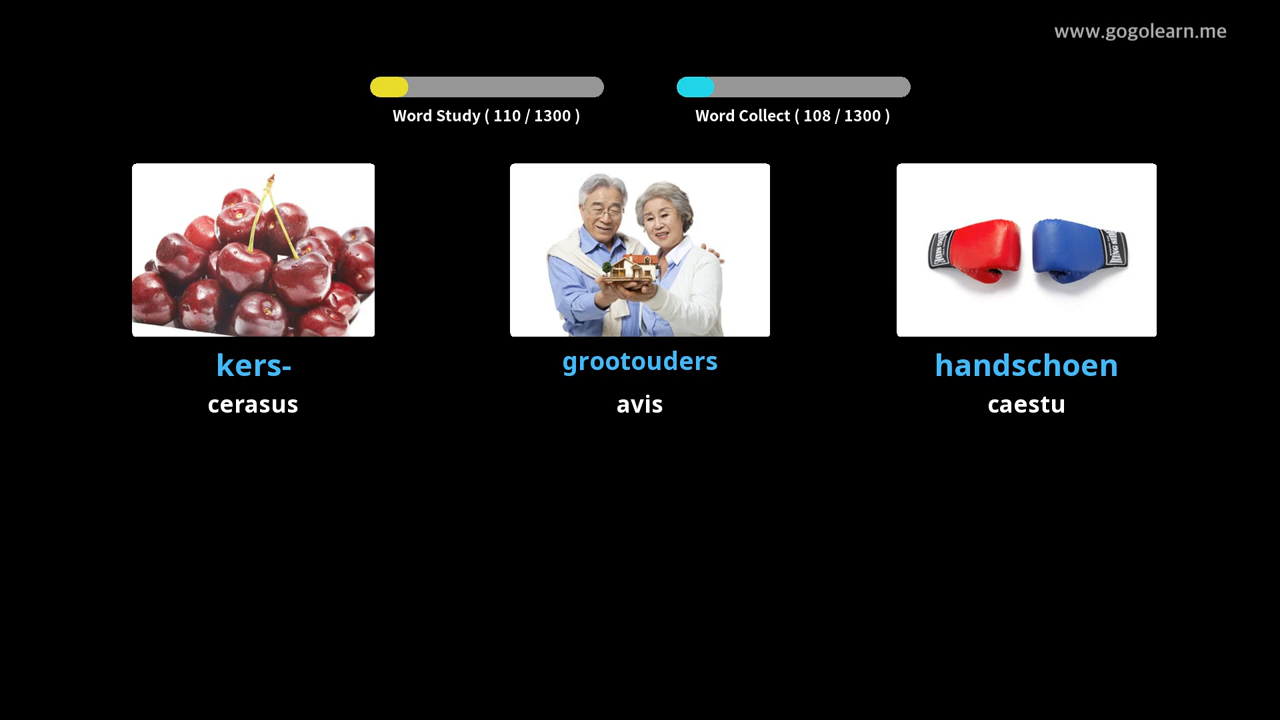 www.gogolearn.me
Word Study ( 110 / 1300 )
Word Collect ( 108 / 1300 )
kers-
grootouders
handschoen
cerasus
avis
caestu